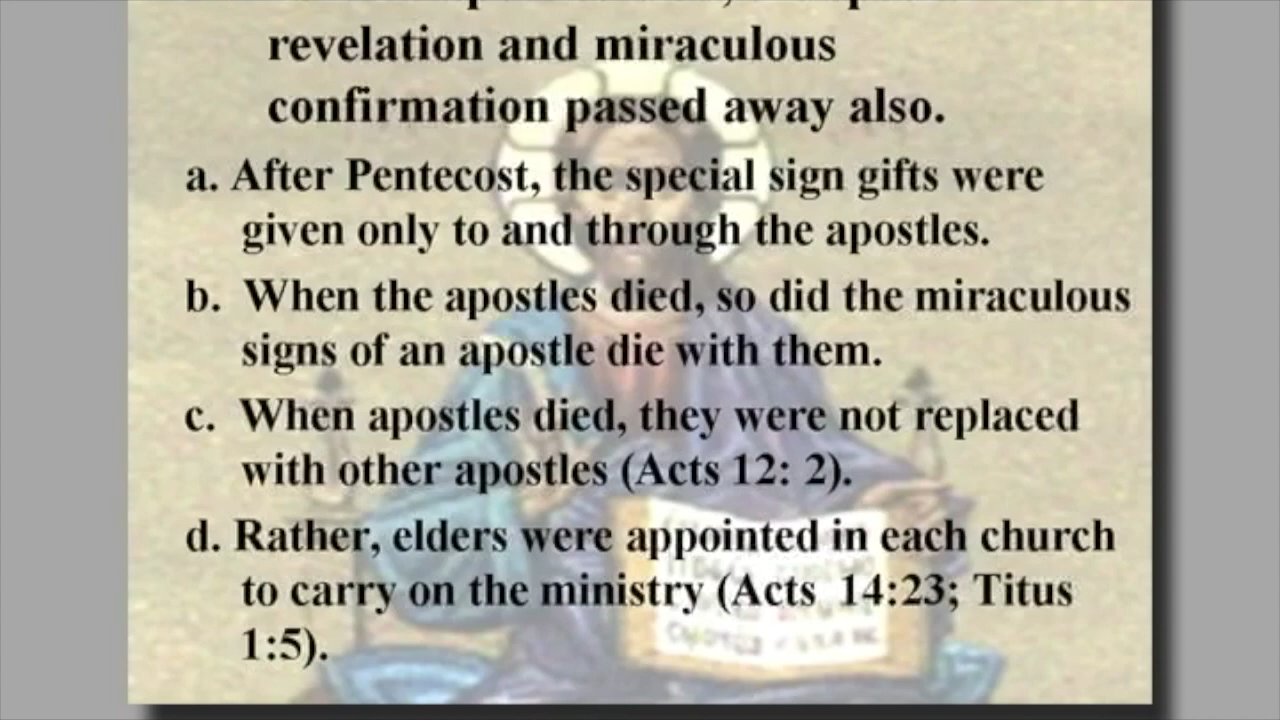 revelation and miraculous
confirmation passed away also.
a. After Pentecost, the special sign gifts were
given only to and through the apostles.
b. When the apostles died, so did the miraculous
signs of an apostle die with them.
c. When apostles died, they were not replaced
with other apostles (Acts 12: 2).
d. Rather, elders were appointed in each church
to carry on the ministry (Acts 14:23; Titus
1:5).